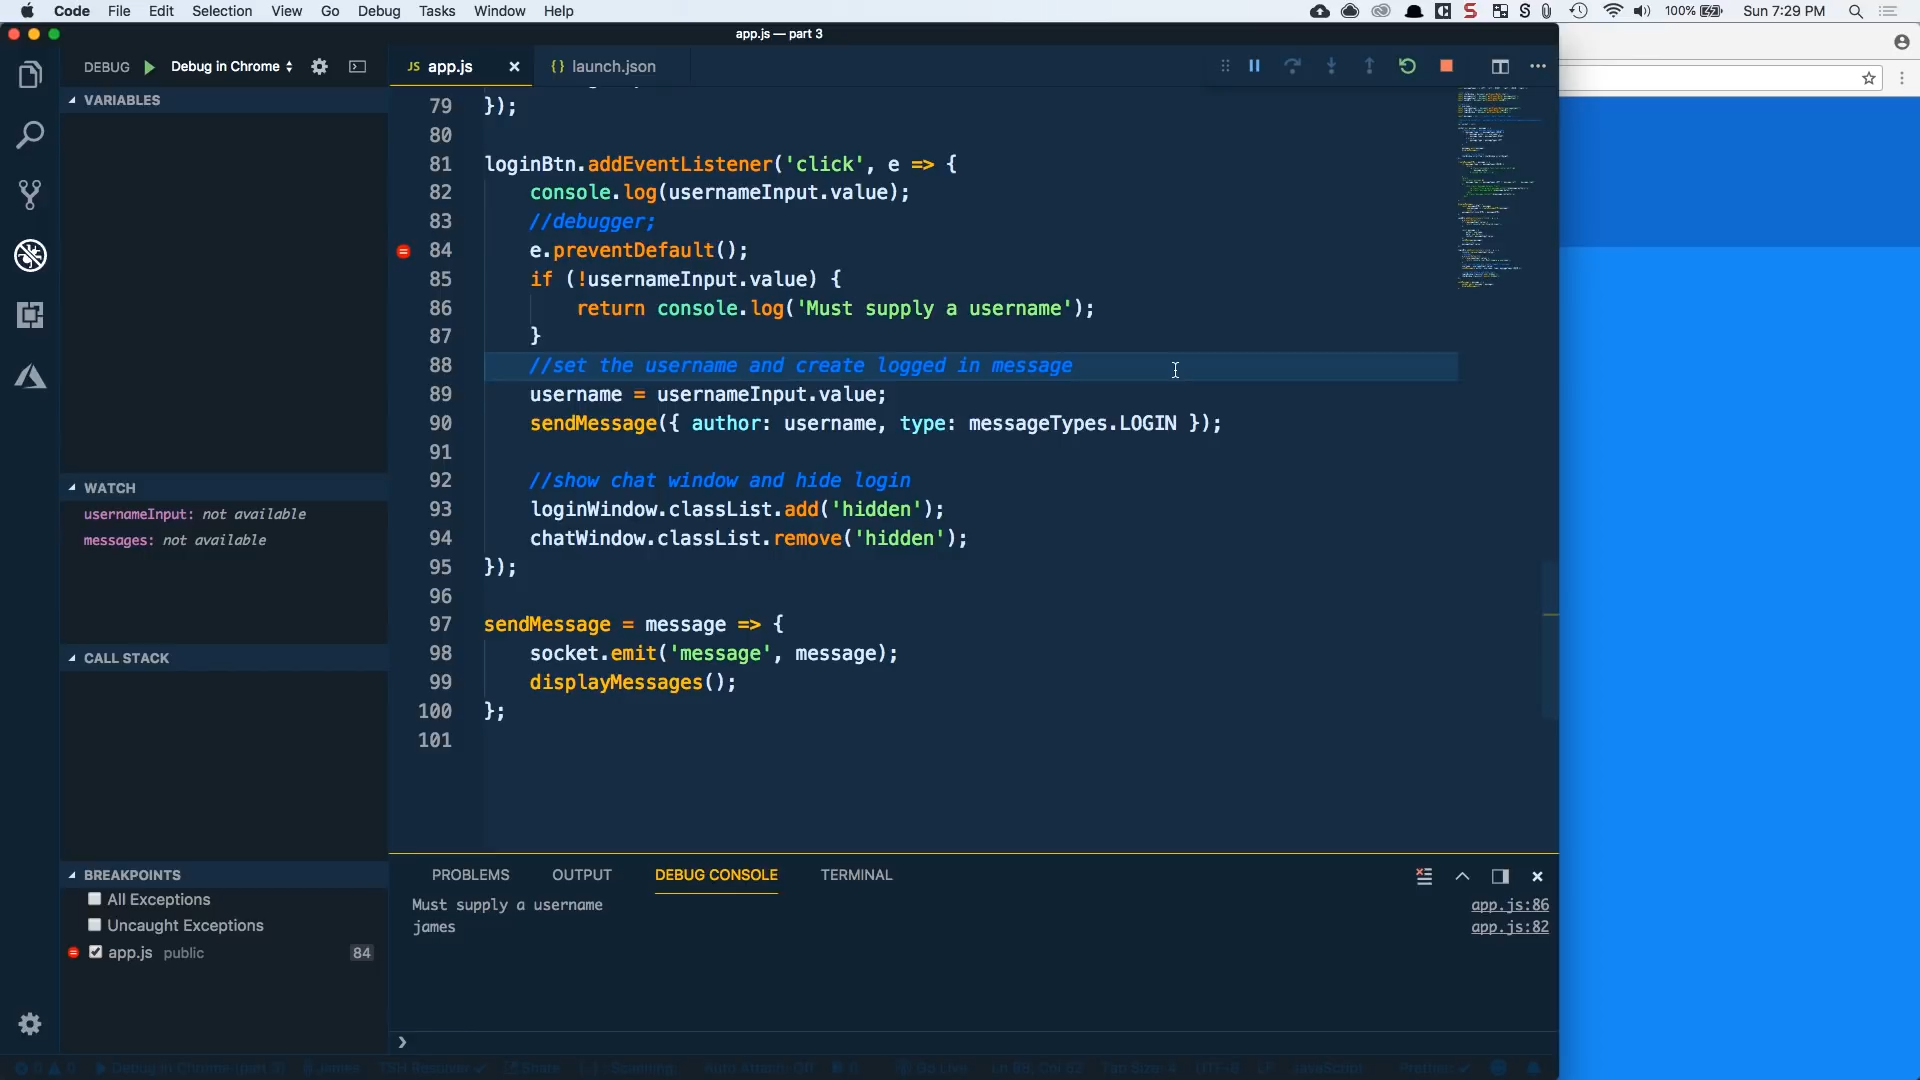 Code File Edit Selection View Go Debug Tasks Window Help 100% Sun 7:29 PM
app.js — part 3
DEBUG Debug in Chrome
JS app.js {} launch.json
VARIABLES
WATCH
usernameInput: not available
messages: not available
CALL STACK
BREAKPOINTS
All Exceptions
Uncaught Exceptions
app.js public 84
79 });
80
81 loginBtn.addEventListener('click', e => {
82 console.log(usernameInput.value);
83 //debugger;
84 e.preventDefault();
85 if (!usernameInput.value) {
86 return console.log('Must supply a username');
87 }
88 //set the username and create logged in message
89 username = usernameInput.value;
90 sendMessage({ author: username, type: messageTypes.LOGIN });
91
92 //show chat window and hide login
93 loginWindow.classList.add('hidden');
94 chatWindow.classList.remove('hidden');
95 });
96
97 sendMessage = message => {
98 socket.emit('message', message);
99 displayMessages();
100 };
101
PROBLEMS OUTPUT DEBUG CONSOLE TERMINAL
Must supply a username app.js:86
james app.js:82